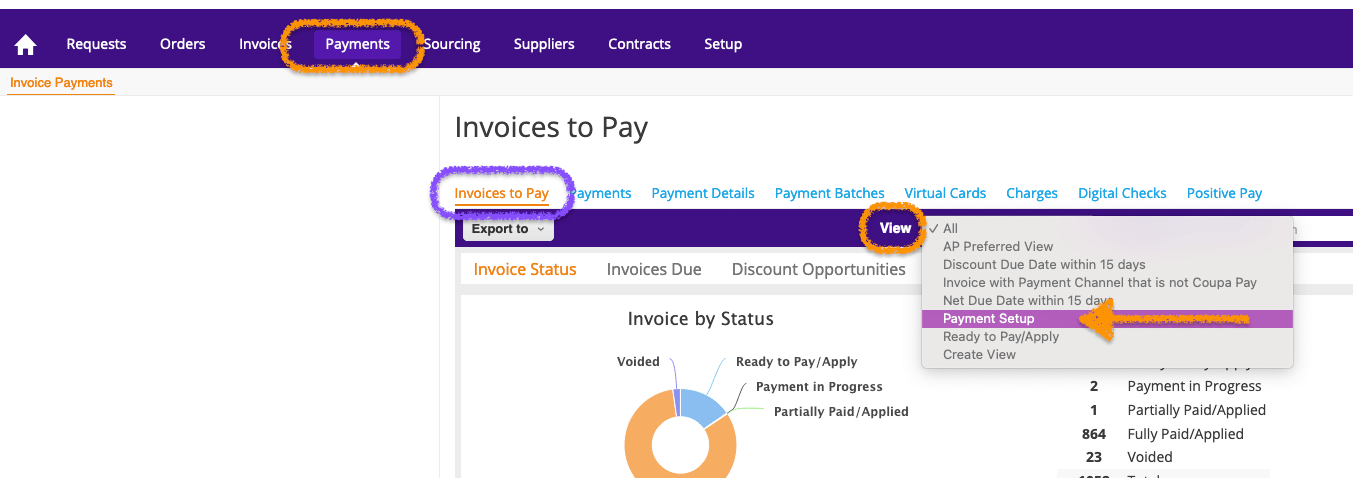 Requests Orders Invoices Payments Sourcing Suppliers Contracts Setup
Invoice Payments
Invoices to Pay
Invoices to Pay Payments Payment Details Payment Batches Virtual Cards Charges Digital Checks Positive Pay
Export to View
All
AP Preferred View
Discount Due Date within 15 days
Invoice with Payment Channel that is not Coupa Pay
Net Due Date within 15 days
Payment Setup
Ready to Pay/Apply
Create View
Invoice Status Invoices Due Discount Opportunities
Invoice by Status
Voided Ready to Pay/Apply
Payment in Progress
Partially Paid/Applied
2 Payment in Progress
1 Partially Paid/Applied
864 Fully Paid/Applied
23 Voided